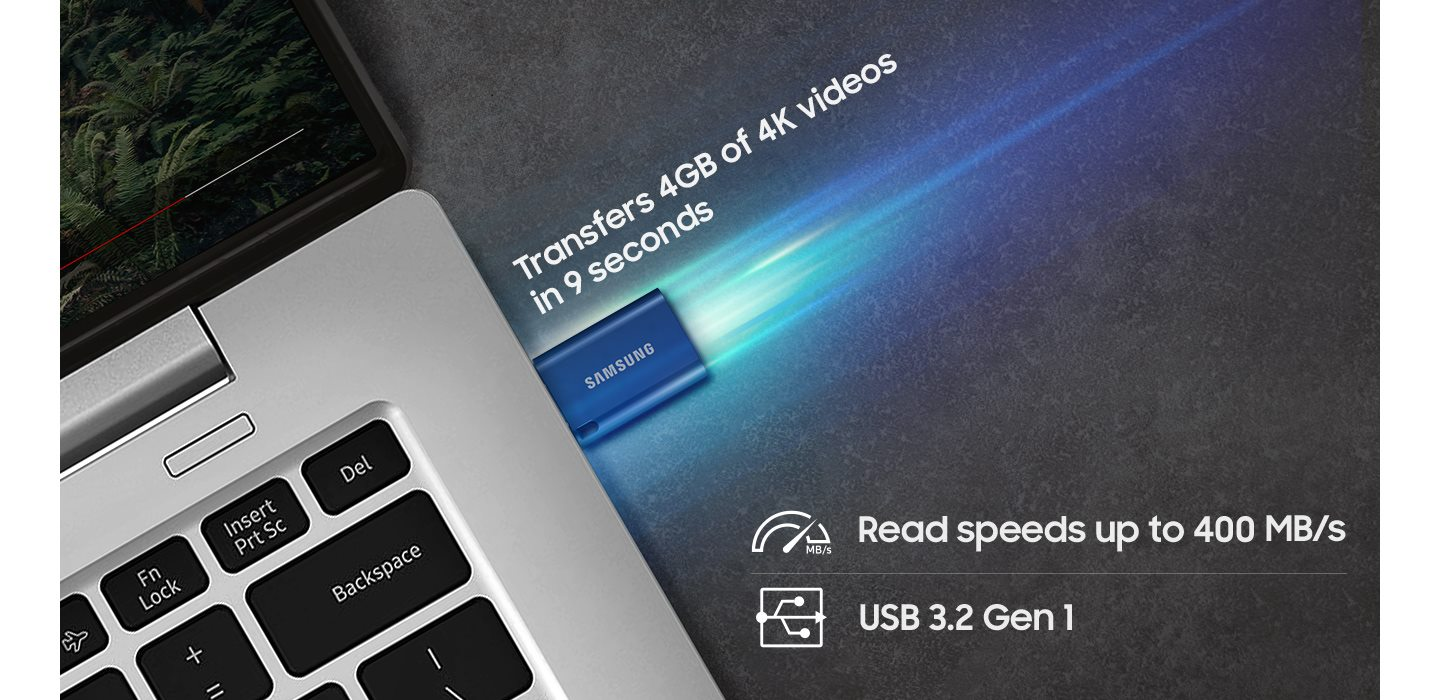 Transfers 4GB of 4K videos
in 9 seconds
SAMSUNG
Del
Insert
Prt Sc
Fn
Lock
Backspace
+
=
|
\
MB/s
Read speeds up to 400 MB/s
USB 3.2 Gen 1